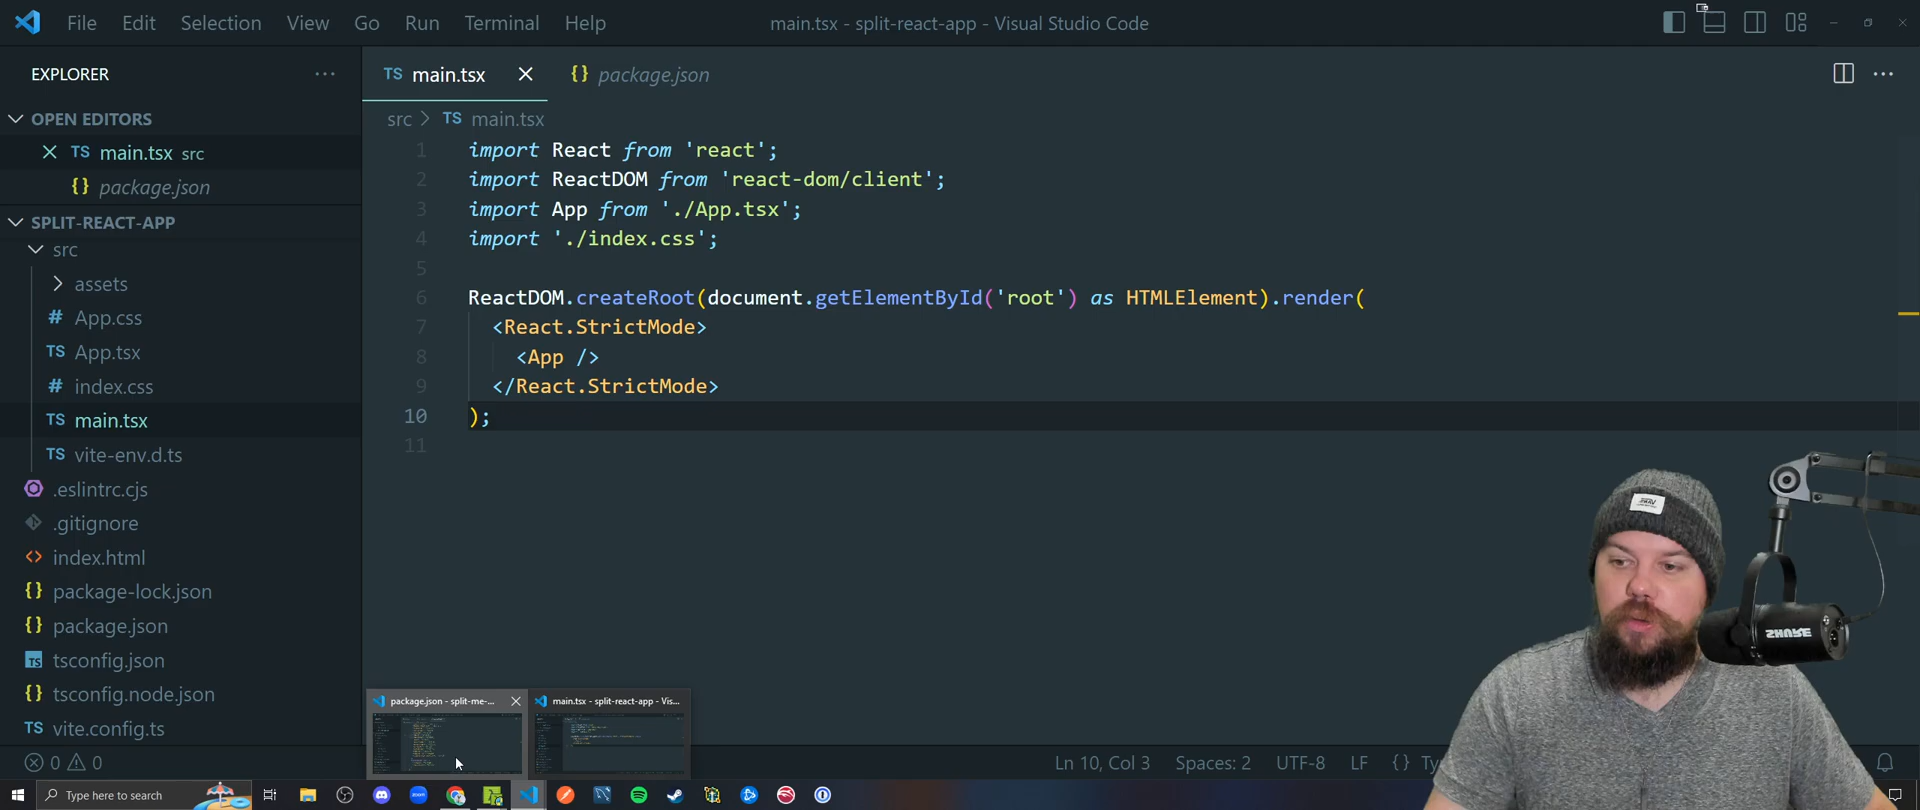 File Edit Selection View Go Run Terminal Help
main.tsx - split-react-app - Visual Studio Code
EXPLORER
OPEN EDITORS
TS main.tsx src
{} package.json
SPLIT-REACT-APP
src
assets
# App.css
TS App.tsx
# index.css
TS main.tsx
TS vite-env.d.ts
.eslintrc.cjs
.gitignore
<> index.html
{} package-lock.json
{} package.json
TS tsconfig.json
{} tsconfig.node.json
TS vite.config.ts
TS main.tsx
{} package.json
src > TS main.tsx
1 import React from 'react';
2 import ReactDOM from 'react-dom/client';
3 import App from './App.tsx';
4 import './index.css';
5
6 ReactDOM.createRoot(document.getElementById('root') as HTMLElement).render(
7 <React.StrictMode>
8 <App />
9 </React.StrictMode>
10 );
11
package.json - split-me-...
main.tsx - split-react-app - Vis...
SHURE
0 0
Ln 10, Col 3 Spaces: 2 UTF-8 LF {} Ty
Type here to search